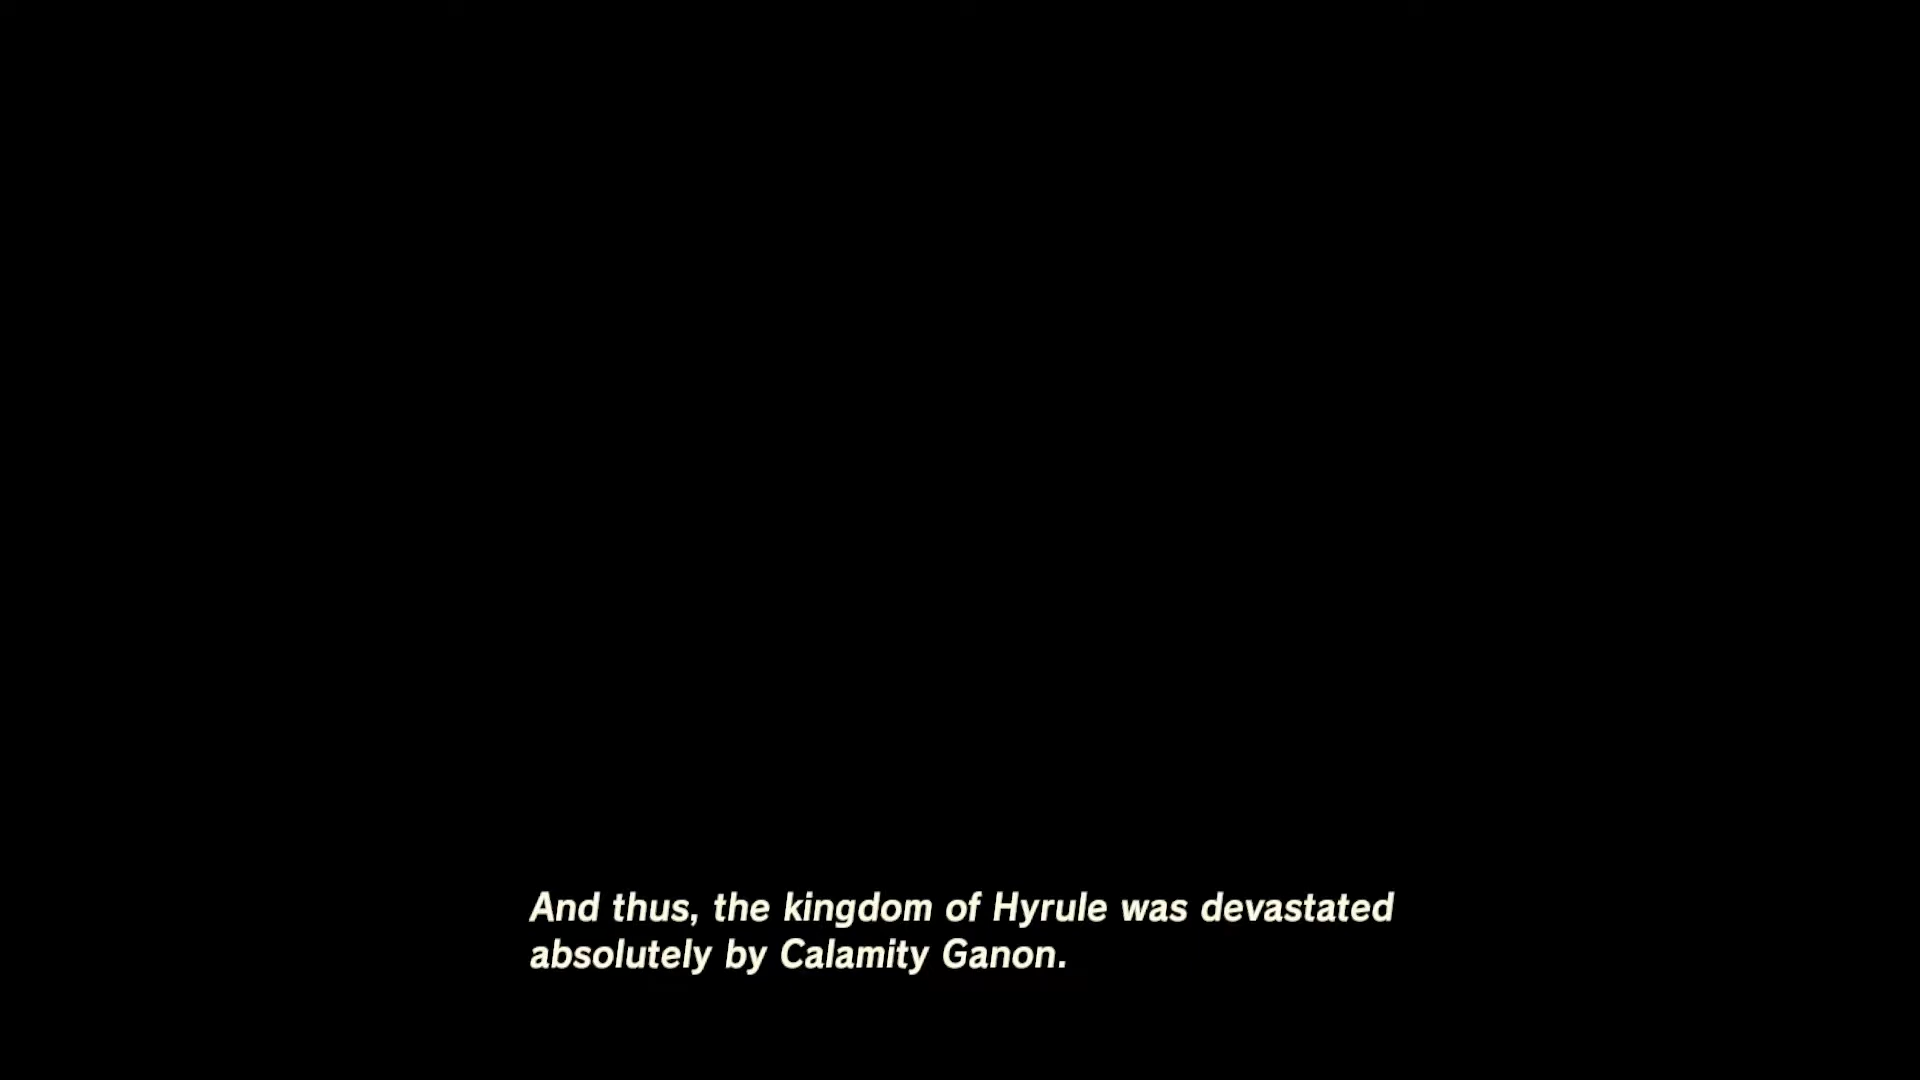 And thus, the kingdom of Hyrule was devastated
absolutely by Calamity Ganon.